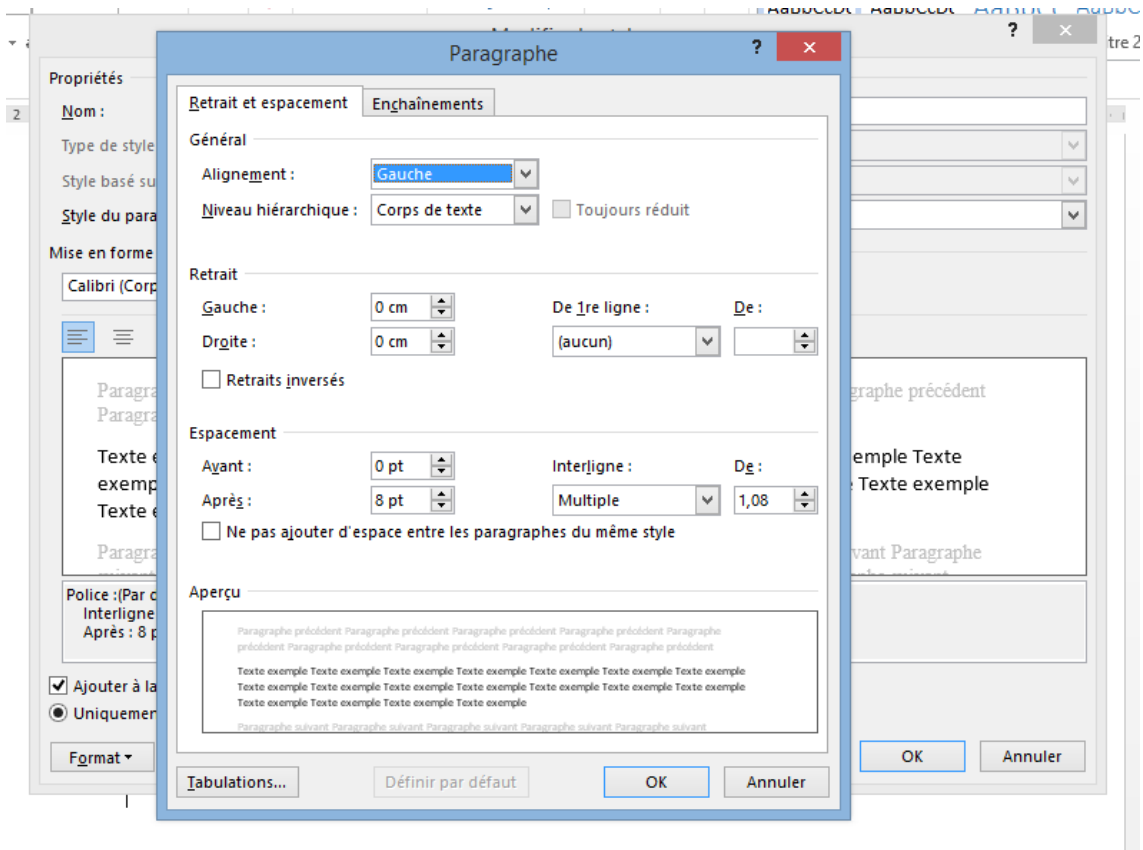 AaBbCcDc AaBbCcDc AaBbC( AaBbC
?
tre 2
Paragraphe ?
Propriétés
Retrait et espacement Enchaînements
2 Nom :
Général
Type de style
Alignement : Gauche
Style basé su
Niveau hiérarchique : Corps de texte Toujours réduit
Style du para
Mise en forme
Retrait
Calibri (Corp
Gauche : 0 cm De 1re ligne : De :
Droite : 0 cm (aucun)
Retraits inversés
Paragra graphe précédent
Paragra
Espacement
Texte e emple Texte
Avant : 0 pt Interligne : De :
exemp Texte exemple
Après : 8 pt Multiple 1,08
Texte e
Ne pas ajouter d'espace entre les paragraphes du même style
Paragra vant Paragraphe
Police :(Par d
Aperçu
Interligne
Après : 8 p
Paragraphe précédent Paragraphe précédent Paragraphe précédent Paragraphe précédent Paragraphe
précédent Paragraphe précédent Paragraphe précédent Paragraphe précédent Paragraphe précédent
Texte exemple Texte exemple Texte exemple Texte exemple Texte exemple Texte exemple Texte exemple
Texte exemple Texte exemple Texte exemple Texte exemple Texte exemple Texte exemple Texte exemple
Texte exemple Texte exemple Texte exemple Texte exemple
Paragraphe suivant Paragraphe suivant Paragraphe suivant Paragraphe suivant Paragraphe suivant
Ajouter à la
Uniquemen
Format OK Annuler
Tabulations... Définir par défaut OK Annuler